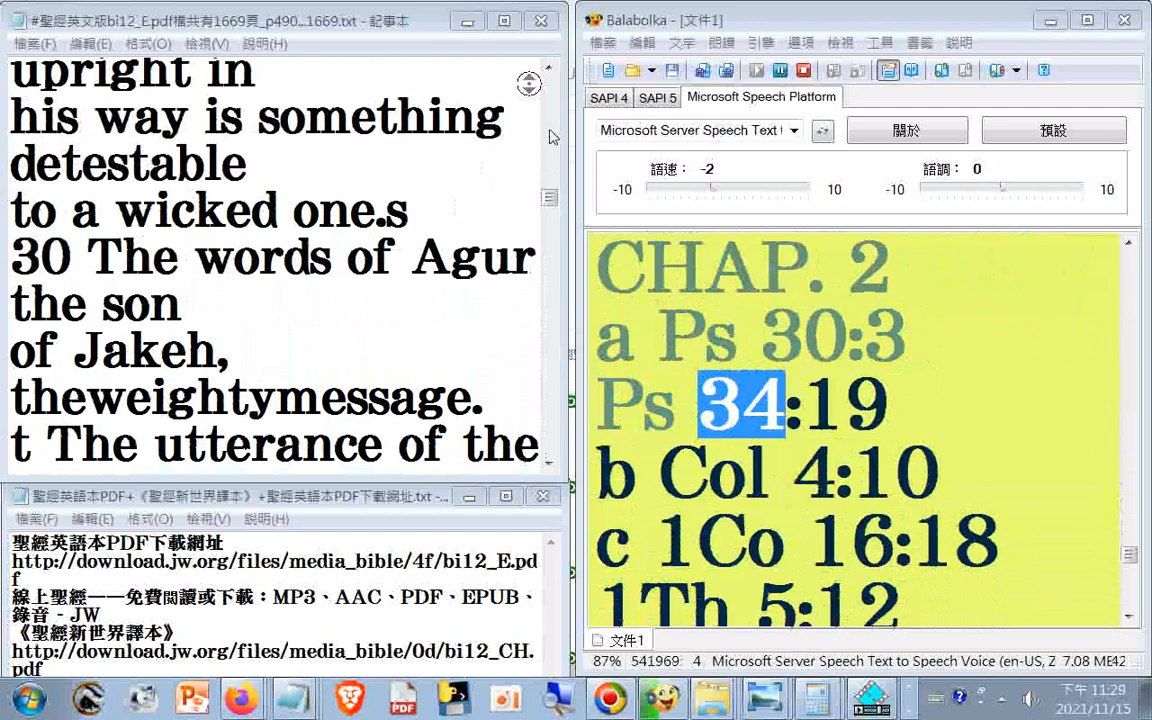 #聖經英文版bi12_E.pdf檔共有1669頁_p490...1669.txt - 記事本
檔案(F) 編輯(E) 格式(O) 檢視(V) 說明(H)
upright in
his way is something
detestable
to a wicked one.s
30 The words of Agur
the son
of Jakeh,
theweightymessage.
t The utterance of the
聖經英語本PDF+《聖經新世界譯本》+聖經英語本PDF下載網址.txt -...
檔案(F) 編輯(E) 格式(O) 檢視(V) 說明(H)
聖經英語本PDF下載網址
http://download.jw.org/files/media_bible/4f/bi12_E.pd
f
線上聖經——免費閱讀或下載：MP3、AAC、PDF、EPUB、
錄音 - JW
《聖經新世界譯本》
http://download.jw.org/files/media_bible/0d/bi12_CH.
pdf
Balabolka - [文件1]
檔案 編輯 文字 朗讀 引擎 選項 檢視 工具 書籤 說明
SAPI 4 SAPI 5 Microsoft Speech Platform
Microsoft Server Speech Text 關於 預設
語速： -2 語調： 0
-10 10 -10 10
CHAP. 2
a Ps 30:3
Ps 34:19
b Col 4:10
c 1Co 16:18
1Th 5:12
文件1
87% 541969: 4 Microsoft Server Speech Text to Speech Voice (en-US, Z 7.08 ME42
PDF
下午 11:29
2021/11/15